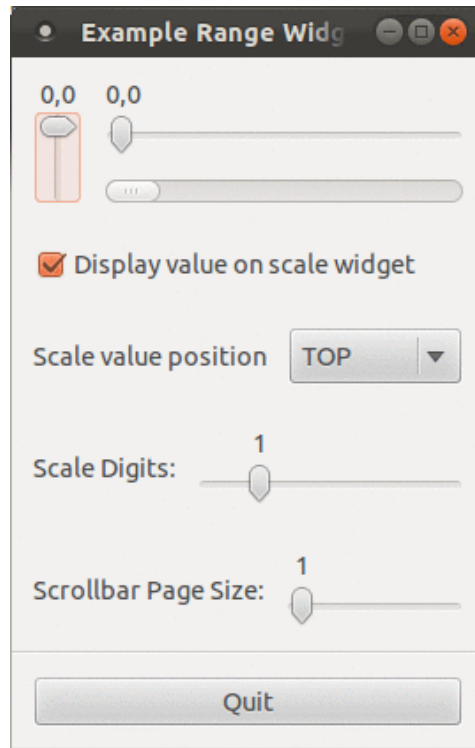 Example Range Widg
0,0 0,0
Display value on scale widget
Scale value position TOP
1
Scale Digits:
1
Scrollbar Page Size:
Quit